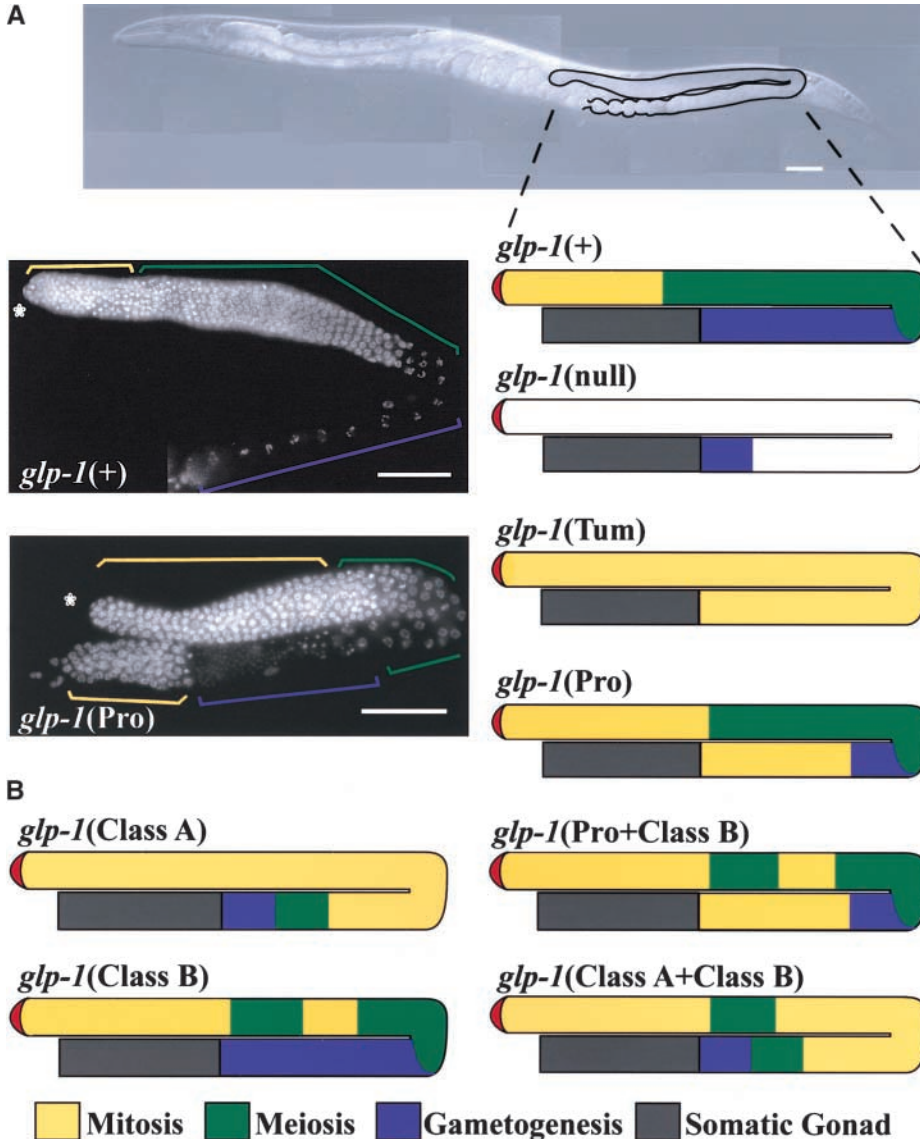 A
glp-1(+)
glp-1(+)
glp-1(null)
glp-1(Tum)
glp-1(Pro)
glp-1(Pro)
B
glp-1(Class A)
glp-1(Pro+Class B)
glp-1(Class B)
glp-1(Class A+Class B)
Mitosis Meiosis Gametogenesis Somatic Gonad